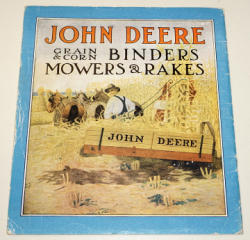 JOHN DEERE
GRAIN & CORN BINDERS
MOWERS & RAKES
JOHN DEERE